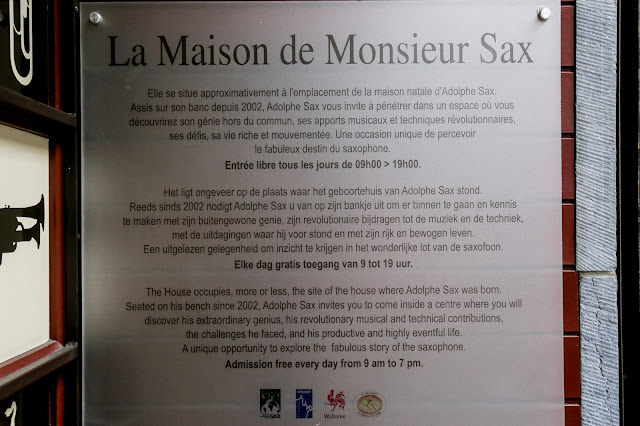 La Maison de Monsieur Sax
Elle se situe approximativement à l'emplacement de la maison natale d'Adolphe Sax.
Assis sur son banc depuis 2002, Adolphe Sax vous invite à pénétrer dans un espace où vous
découvrirez son génie hors du commun, ses apports musicaux et techniques révolutionnaires,
ses défis, sa vie riche et mouvementée. Une occasion unique de percevoir
le fabuleux destin du saxophone.
Entrée libre tous les jours de 09h00 > 19h00.
Het ligt ongeveer op de plaats waar het geboortehuis van Adolphe Sax stond.
Reeds sinds 2002 nodigt Adolphe Sax u van op zijn bankje uit om er binnen te gaan en kennis
te maken met zijn buitengewone genie, zijn revolutionaire bijdragen tot de muziek en de techniek,
met de uitdagingen waar hij voor stond en met zijn rijk en bewogen leven.
Een uitgelezen gelegenheid om inzicht te krijgen in het wonderlijke lot van de saxofoon.
Elke dag gratis toegang van 9 tot 19 uur.
The House occupies, more or less, the site of the house where Adolphe Sax was born.
Seated on his bench since 2002, Adolphe Sax invites you to come inside a centre where you will
discover his extraordinary genius, his revolutionary musical and technical contributions,
the challenges he faced, and his productive and highly eventful life.
A unique opportunity to explore the fabulous story of the saxophone.
Admission free every day from 9 am to 7 pm.
SAX
Wallonie